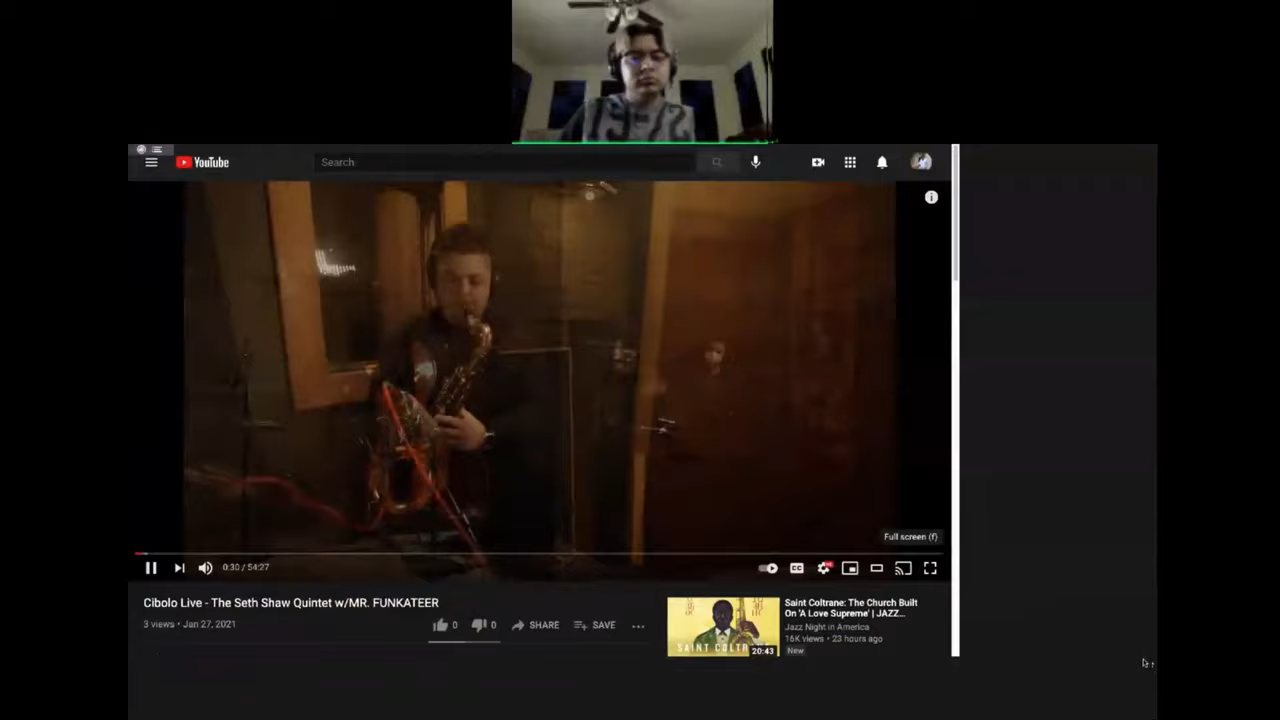 1972
YouTube
Search
Full screen (f)
0:30 / 54:27
CC
Cibolo Live - The Seth Shaw Quintet w/MR. FUNKATEER
3 views • Jan 27, 2021
0
0
SHARE
SAVE
SAINT COLTR
20:43
Saint Coltrane: The Church Built
On 'A Love Supreme' | JAZZ...
Jazz Night in America
16K views • 23 hours ago
New